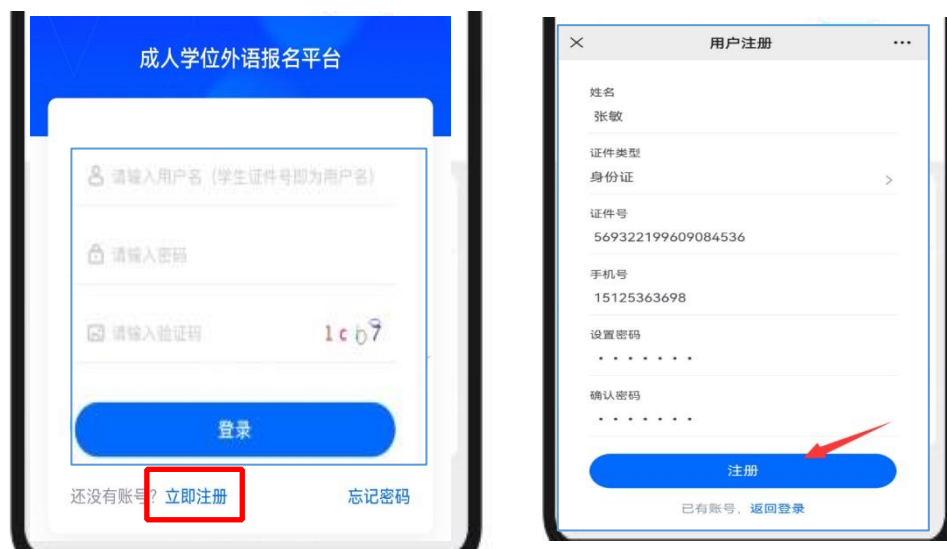 成人学位外语报名平台
请输入用户名（学生证件号即为用户名）
请输入密码
请输入验证码
1cb9
登录
还没有账号？立即注册
忘记密码
用户注册
姓名
张敏
证件类型
身份证
证件号
569322199609084536
手机号
15125363698
设置密码
·······
确认密码
·······
注册
已有账号，返回登录